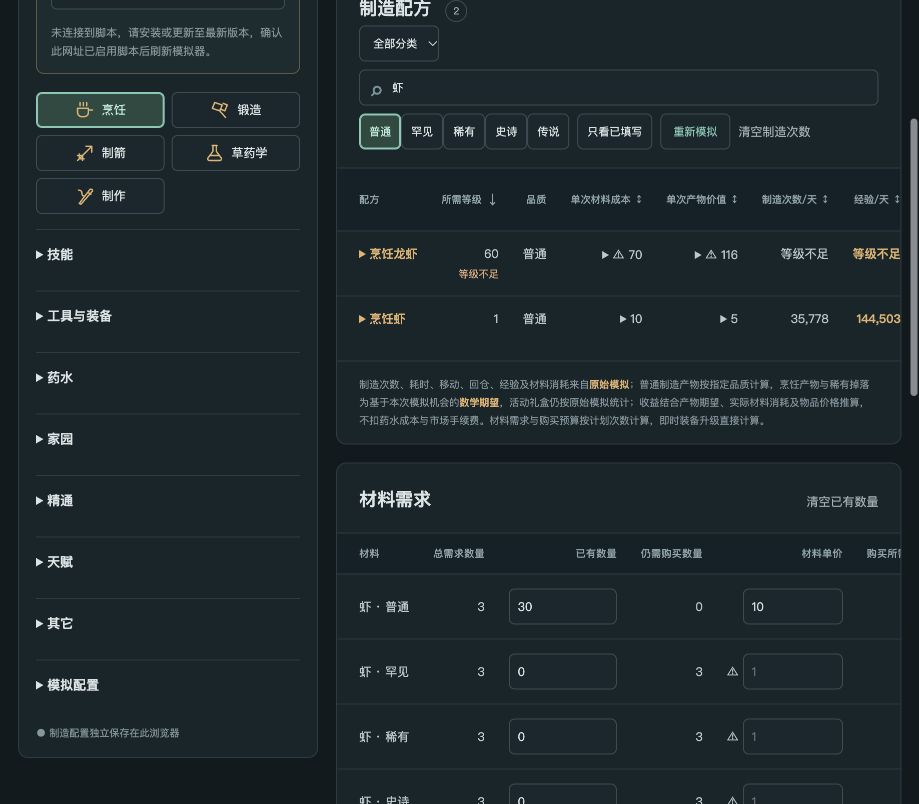 未连接到脚本，请安装或更新至最新版本，确认
此网址已启用脚本后刷新模拟器。
烹饪
锻造
制箭
草药学
制作
▶ 技能
▶ 工具与装备
▶ 药水
▶ 家园
▶ 精通
▶ 天赋
▶ 其它
▶ 模拟配置
制造配置独立保存在此浏览器
制造配方 2
全部分类
虾
普通 罕见 稀有 史诗 传说 只看已填写 重新模拟 清空制造次数
配方 所需等级 ↓ 品质 单次材料成本 ↕ 单次产物价值 ↕ 制造次数/天 ↕ 经验/天 ↕
▶ 烹饪龙虾 60 普通 ▶ ⚠ 70 ▶ ⚠ 116 等级不足 等级不足
等级不足
▶ 烹饪虾 1 普通 ▶ 10 ▶ 5 35,778 144,503
制造次数、耗时、移动、回仓、经验及材料消耗来自原始模拟；普通制造产物按指定品质计算，烹饪产物与稀有掉落
为基于本次模拟机会的数学期望，活动礼盒仍按原始模拟统计；收益结合产物期望、实际材料消耗及物品价格推算，
不扣药水成本与市场手续费。材料需求与购买预算按计划次数计算，即时装备升级直接计算。
材料需求 清空已有数量
材料 总需求数量 已有数量 仍需购买数量 材料单价 购买所
虾 · 普通 3 30 0 10
虾 · 罕见 3 0 3 ⚠ 1
虾 · 稀有 3 0 3 ⚠ 1
虾 · 史诗 3 0 3 ⚠ 1